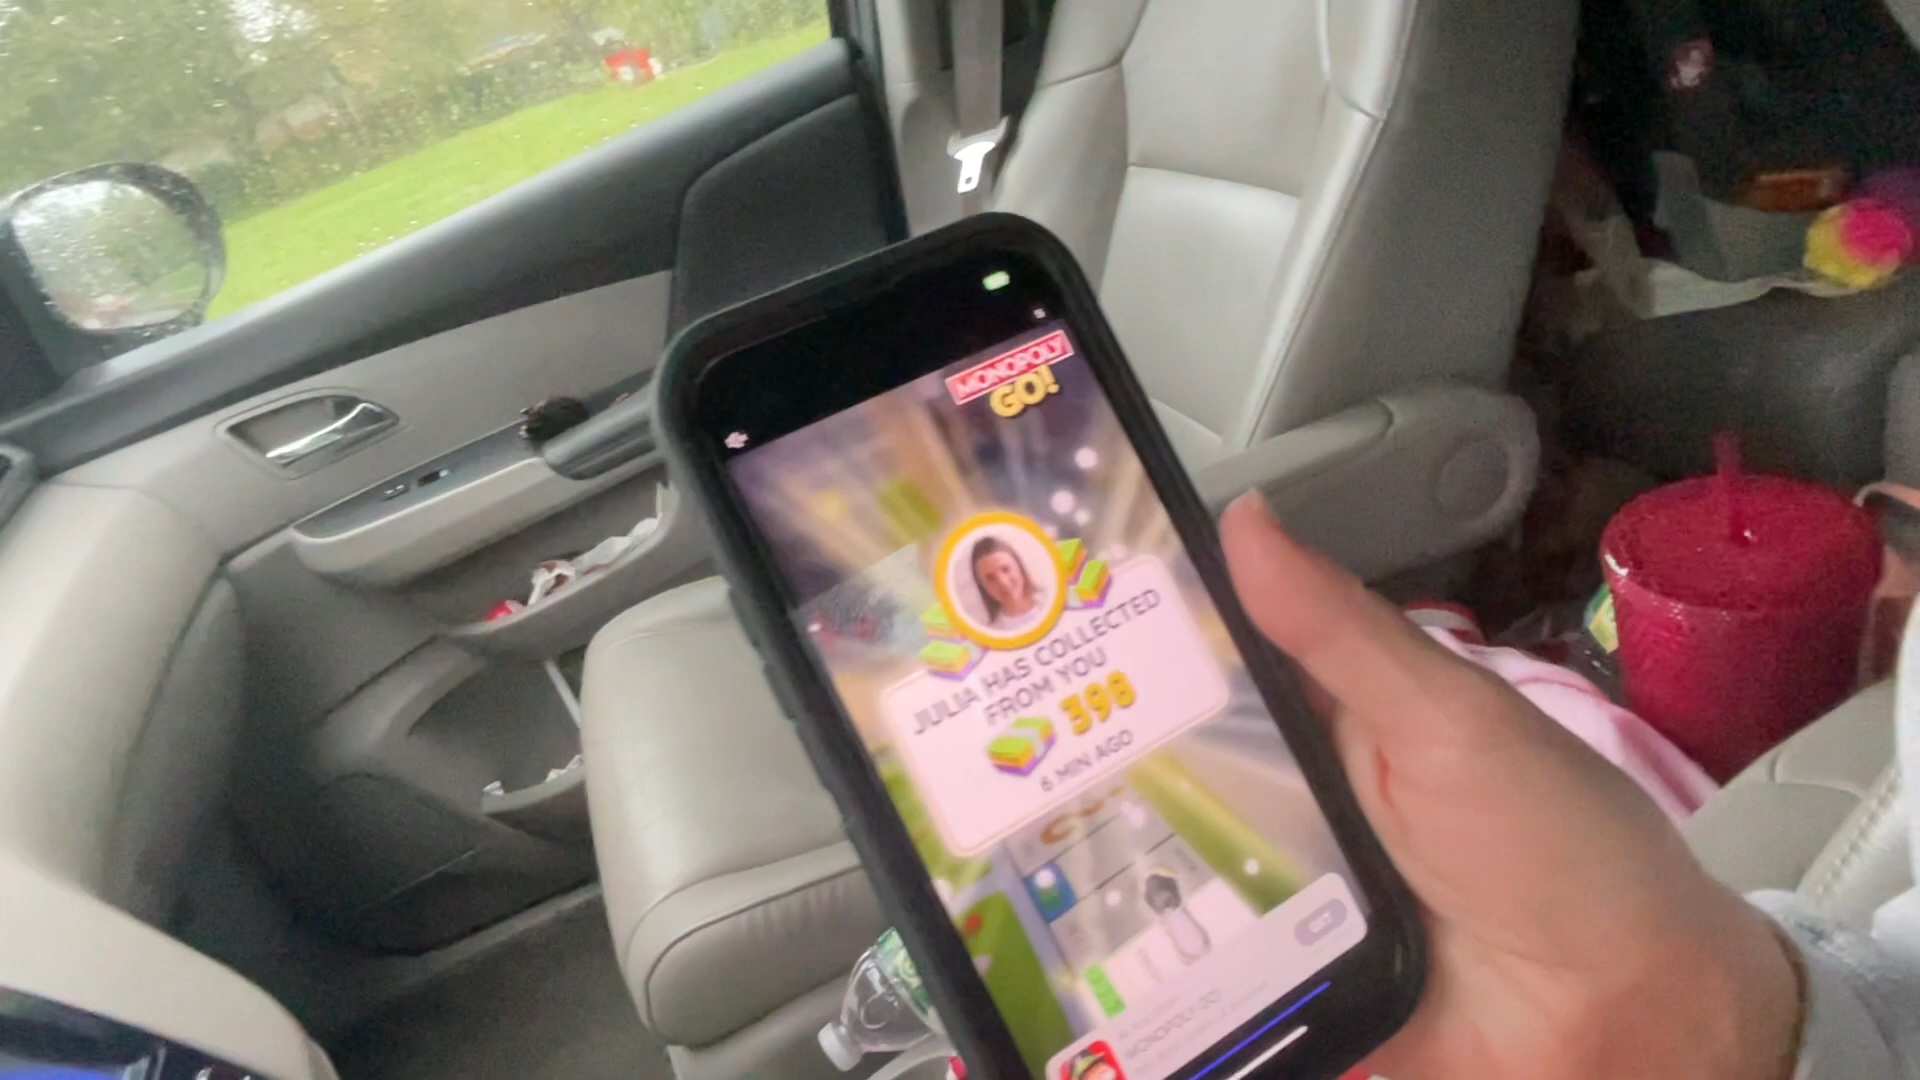 MONOPOLY
GO!
JULIA HAS COLLECTED
FROM YOU
398
6 MIN AGO
MONOPOLY GO!